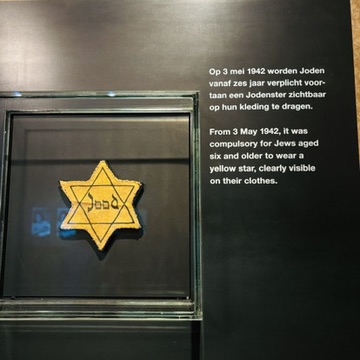 Op 3 mei 1942 worden Joden
vanaf zes jaar verplicht voor-
taan een Jodenster zichtbaar
op hun kleding te dragen.
From 3 May 1942, it was
compulsory for Jews aged
six and older to wear a
yellow star, clearly visible
on their clothes.
Jood